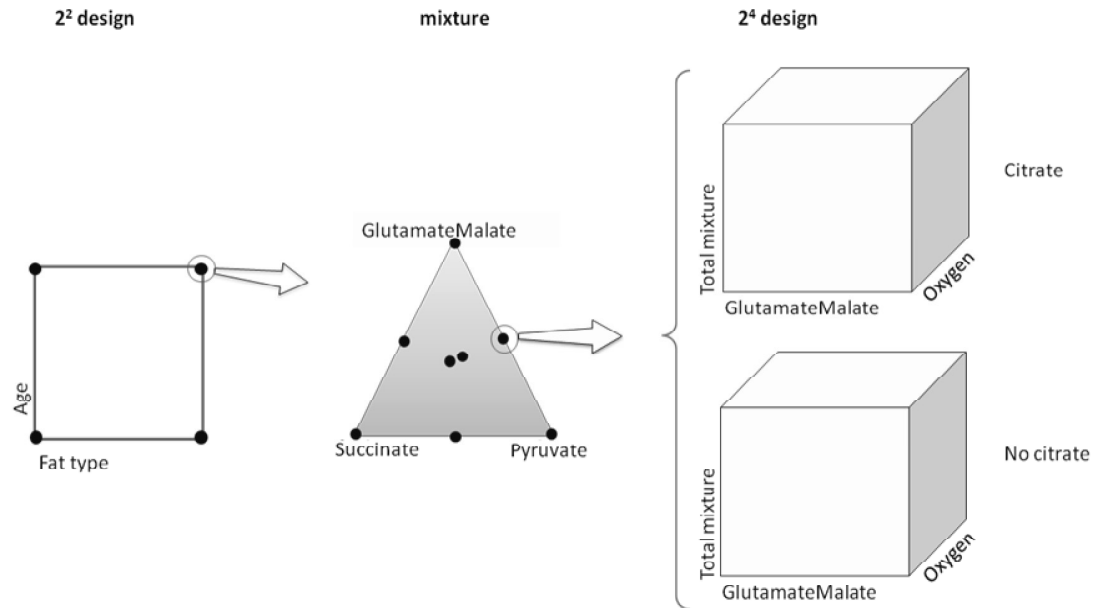 2² design
mixture
2⁴ design
Age
Fat type
GlutamateMalate
Succinate
Pyruvate
Total mixture
GlutamateMalate
Oxygen
Citrate
Total mixture
GlutamateMalate
Oxygen
No citrate